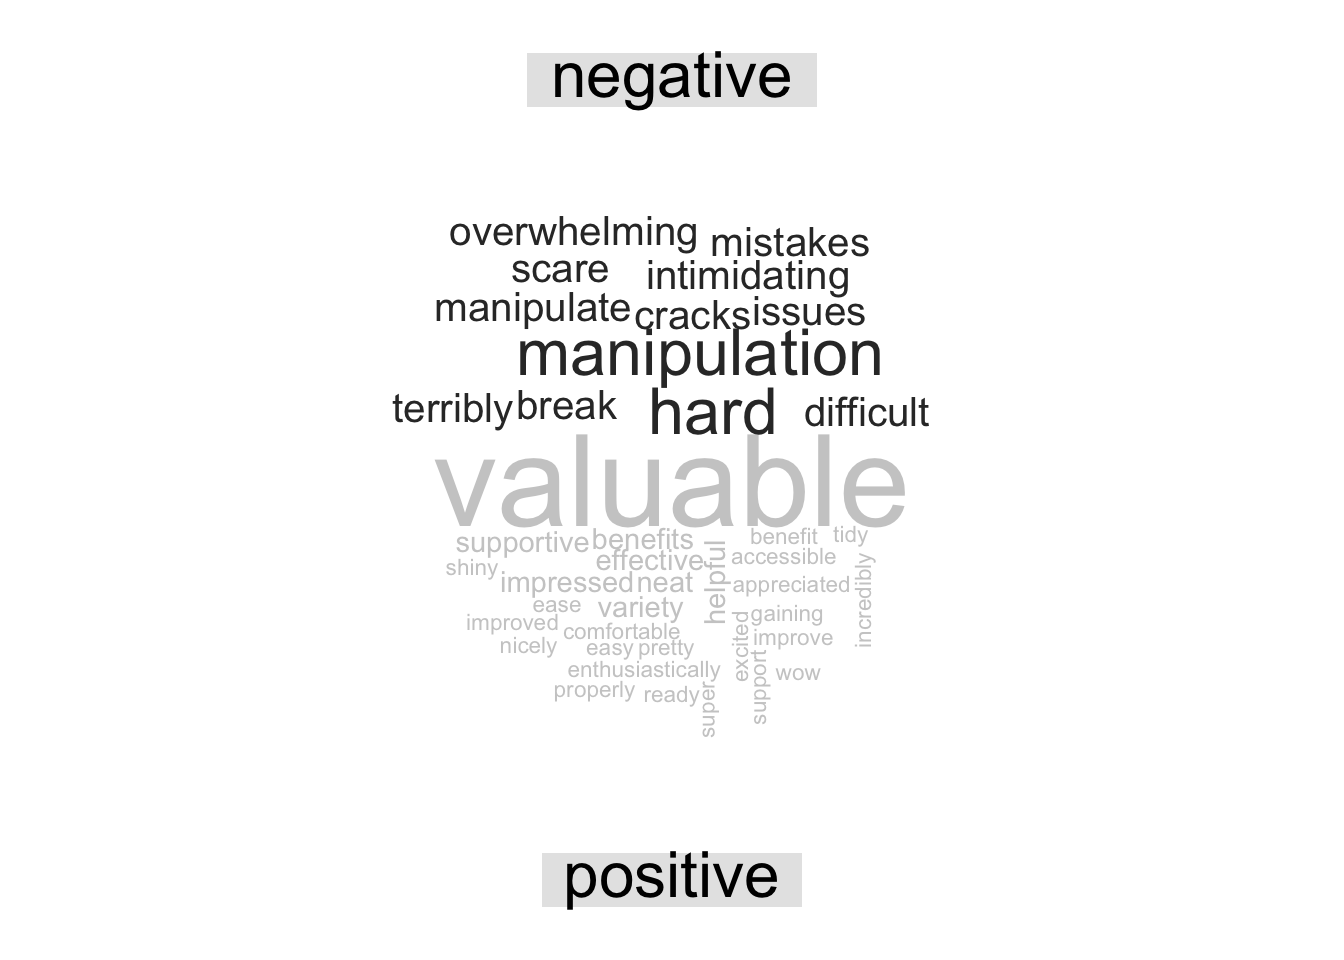 negative
overwhelming mistakes
scare intimidating
manipulate cracks issues
manipulation
terribly break hard difficult
valuable
supportive benefits benefit tidy
shiny effective helpful accessible incredibly
impressed neat appreciated
ease variety gaining
improved comfortable excited improve
nicely easy pretty
enthusiastically support wow
properly ready super
positive